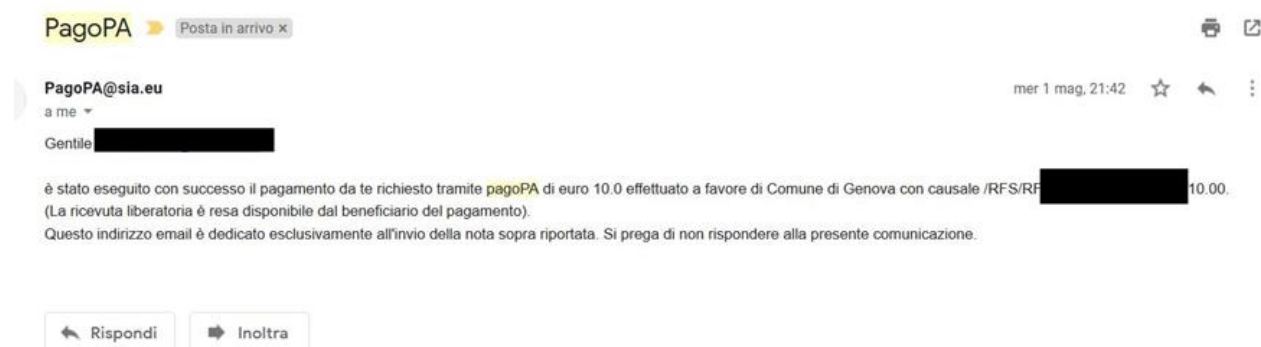 PagoPA Posta in arrivo ×
PagoPA@sia.eu mer 1 mag, 21:42
a me
Gentile
è stato eseguito con successo il pagamento da te richiesto tramite pagoPA di euro 10.0 effettuato a favore di Comune di Genova con causale /RFS/RF 10.00.
(La ricevuta liberatoria è resa disponibile dal beneficiario del pagamento).
Questo indirizzo email è dedicato esclusivamente all'invio della nota sopra riportata. Si prega di non rispondere alla presente comunicazione.
Rispondi Inoltra